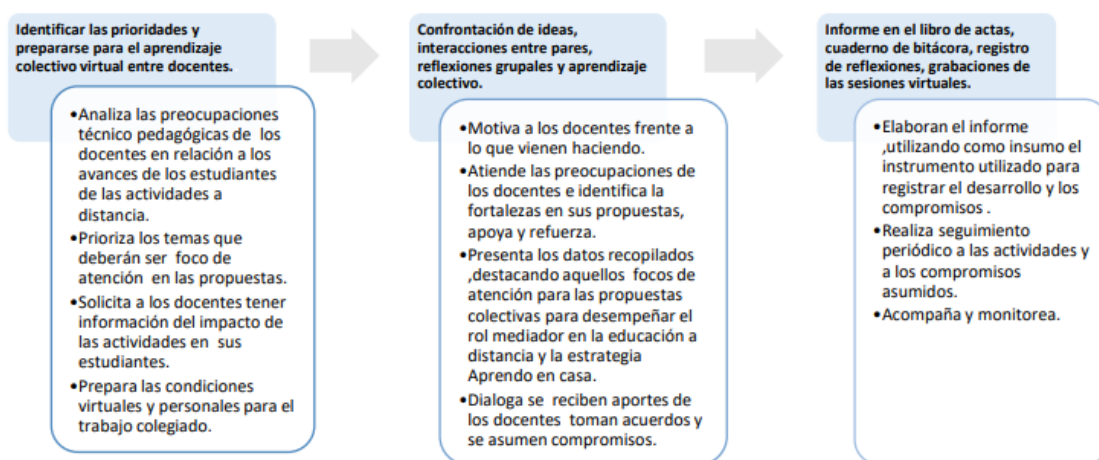 Identificar las prioridades y
prepararse para el aprendizaje
colectivo virtual entre docentes.
•Analiza las preocupaciones
técnico pedagógicas de los
docentes en relación a los
avances de los estudiantes
de las actividades a
distancia.
•Prioriza los temas que
deberán ser foco de
atención en las propuestas.
•Solicita a los docentes tener
información del impacto de
las actividades en sus
estudiantes.
•Prepara las condiciones
virtuales y personales para el
trabajo colegiado.
Confrontación de ideas,
interacciones entre pares,
reflexiones grupales y aprendizaje
colectivo.
•Motiva a los docentes frente a
lo que vienen haciendo.
•Atiende las preocupaciones de
los docentes e identifica la
fortalezas en sus propuestas,
apoya y refuerza.
•Presenta los datos recopilados
,destacando aquellos focos de
atención para las propuestas
colectivas para desempeñar el
rol mediador en la educación a
distancia y la estrategia
Aprendo en casa.
•Dialoga se reciben aportes de
los docentes toman acuerdos y
se asumen compromisos.
Informe en el libro de actas,
cuaderno de bitácora, registro
de reflexiones, grabaciones de
las sesiones virtuales.
•Elaboran el informe
,utilizando como insumo el
instrumento utilizado para
registrar el desarrollo y los
compromisos .
•Realiza seguimiento
periódico a las actividades y
a los compromisos
asumidos.
•Acompaña y monitorea.